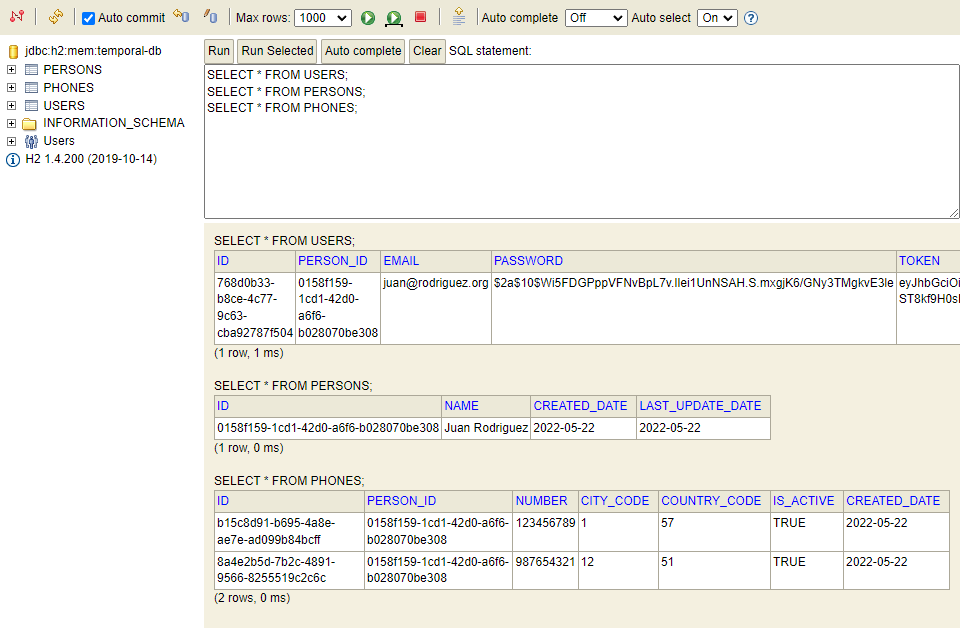 Auto commit Max rows: 1000 Auto complete Off Auto select On
jdbc:h2:mem:temporal-db
PERSONS
PHONES
USERS
INFORMATION_SCHEMA
Users
H2 1.4.200 (2019-10-14)
Run Run Selected Auto complete Clear SQL statement:
SELECT * FROM USERS;
SELECT * FROM PERSONS;
SELECT * FROM PHONES;
SELECT * FROM USERS;
ID PERSON_ID EMAIL PASSWORD TOKEN
768d0b33- 0158f159- juan@rodriguez.org $2a$10$Wi5FDGPppVFNvBpL7v.llei1UnNSAH.S.mxgjK6/GNy3TMgkvE3le eyJhbGciOi
b8ce-4c77- 1cd1-42d0- ST8kf9H0sl
9c63- a6f6-
cba92787f504 b028070be308
(1 row, 1 ms)
SELECT * FROM PERSONS;
ID NAME CREATED_DATE LAST_UPDATE_DATE
0158f159-1cd1-42d0-a6f6-b028070be308 Juan Rodriguez 2022-05-22 2022-05-22
(1 row, 0 ms)
SELECT * FROM PHONES;
ID PERSON_ID NUMBER CITY_CODE COUNTRY_CODE IS_ACTIVE CREATED_DATE
b15c8d91-b695-4a8e- 0158f159-1cd1-42d0-a6f6- 123456789 1 57 TRUE 2022-05-22
ae7e-ad099b84bcff b028070be308
8a4e2b5d-7b2c-4891- 0158f159-1cd1-42d0-a6f6- 987654321 12 51 TRUE 2022-05-22
9566-8255519c2c6c b028070be308
(2 rows, 0 ms)